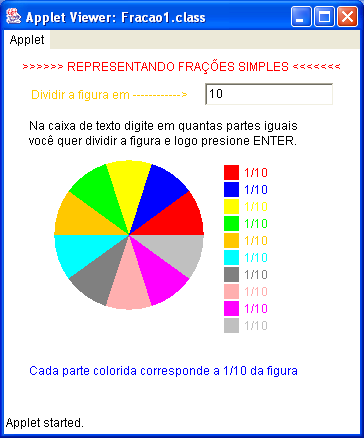 Applet Viewer: Fracao1.class
Applet
>>>>>> REPRESENTANDO FRAÇÕES SIMPLES <<<<<<<
Dividir a figura em ------------>
10
Na caixa de texto digite em quantas partes iguais
você quer dividir a figura e logo presione ENTER.
1/10
1/10
1/10
1/10
1/10
1/10
1/10
1/10
1/10
1/10
Cada parte colorida corresponde a 1/10 da figura
Applet started.